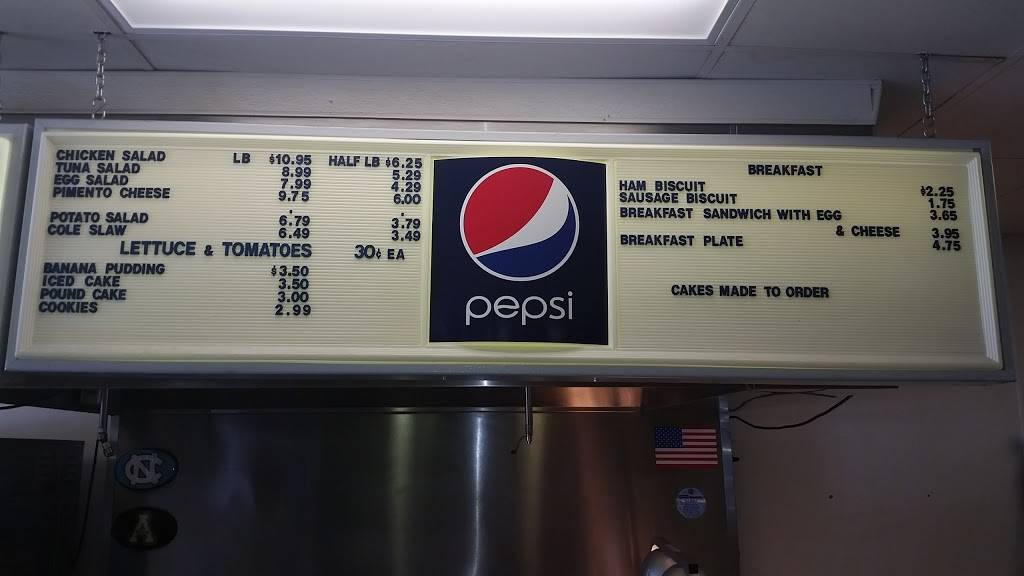 CHICKEN SALAD LB $10.95 HALF LB $6.25
TUNA SALAD 8.99 5.29
EGG SALAD 7.99 4.29
PIMENTO CHEESE 9.75 6.00
POTATO SALAD 6.79 3.79
COLE SLAW 6.49 3.49
LETTUCE & TOMATOES 30¢ EA
BANANA PUDDING $3.50
ICED CAKE 3.50
POUND CAKE 3.00
COOKIES 2.99
pepsi
BREAKFAST
HAM BISCUIT $2.25
SAUSAGE BISCUIT 1.75
BREAKFAST SANDWICH WITH EGG 3.65
& CHEESE 3.95
BREAKFAST PLATE 4.75
CAKES MADE TO ORDER
NC
A